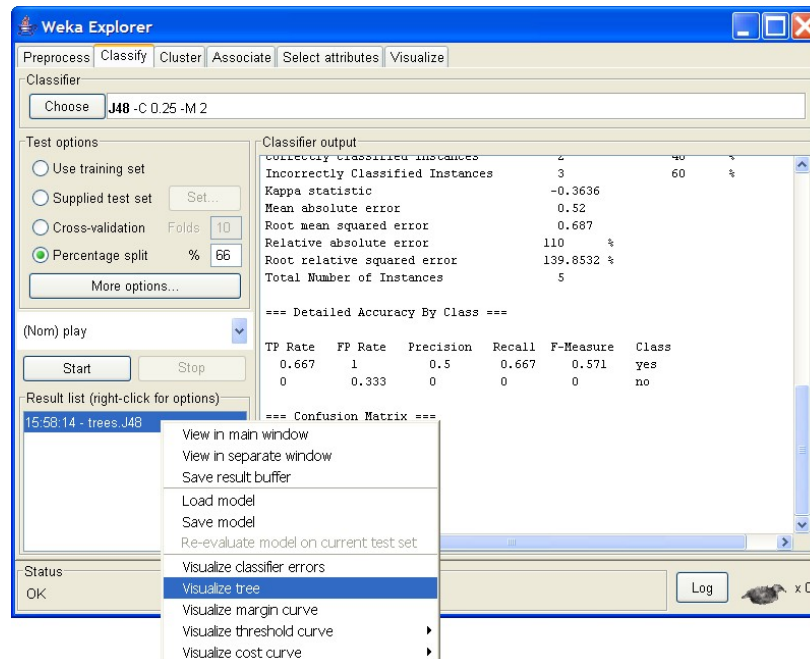 Weka Explorer
Preprocess Classify Cluster Associate Select attributes Visualize
Classifier
Choose J48 -C 0.25 -M 2
Test options
Use training set
Supplied test set Set...
Cross-validation Folds 10
Percentage split % 66
More options...
(Nom) play
Start Stop
Result list (right-click for options)
15:58:14 - trees.J48
Classifier output
Correctly Classified Instances 2 40 %
Incorrectly Classified Instances 3 60 %
Kappa statistic -0.3636
Mean absolute error 0.52
Root mean squared error 0.687
Relative absolute error 110 %
Root relative squared error 139.8532 %
Total Number of Instances 5
=== Detailed Accuracy By Class ===
TP Rate FP Rate Precision Recall F-Measure Class
0.667 1 0.5 0.667 0.571 yes
0 0.333 0 0 0 no
=== Confusion Matrix ===
View in main window
View in separate window
Save result buffer
Load model
Save model
Re-evaluate model on current test set
Visualize classifier errors
Visualize tree
Visualize margin curve
Visualize threshold curve
Visualize cost curve
Status
OK
Log
x 0